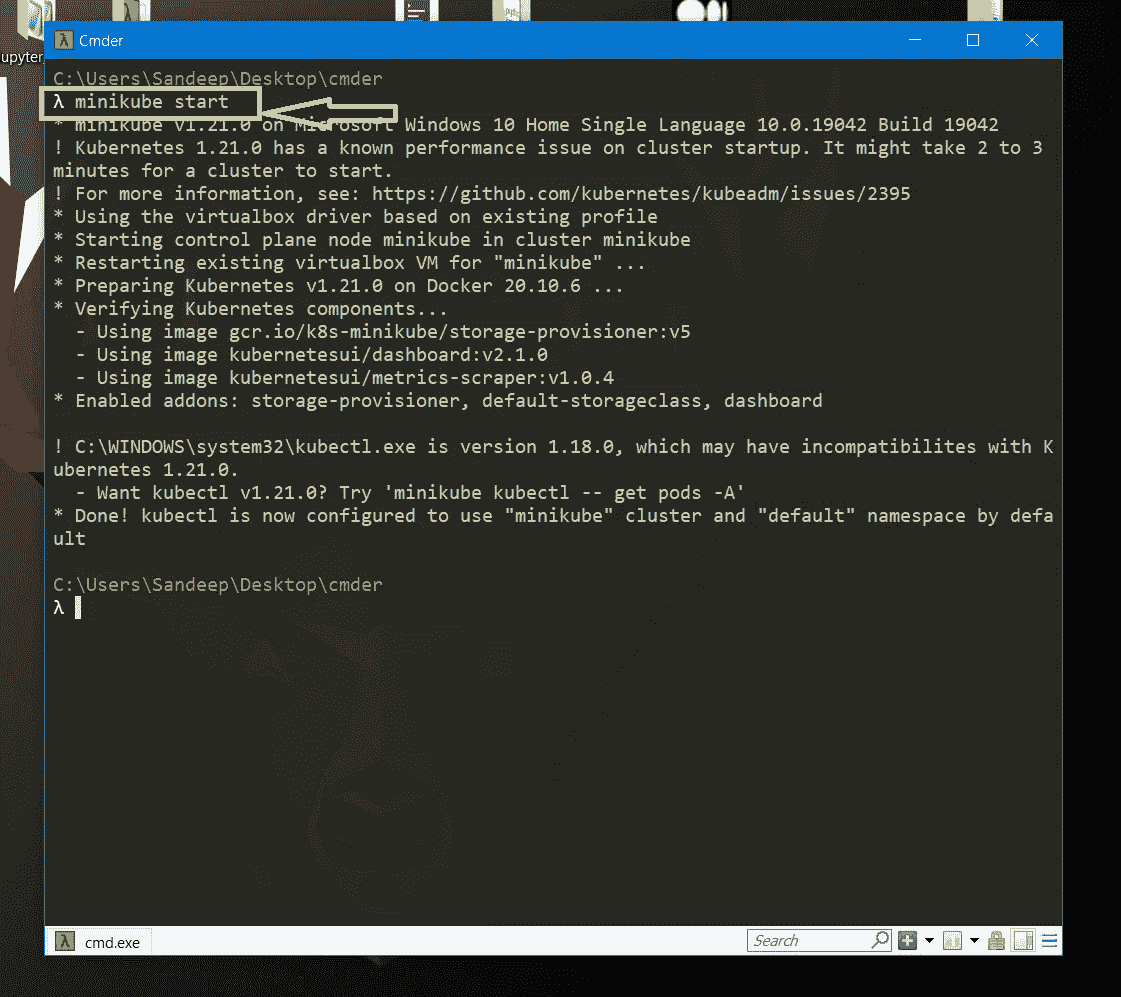 upyter
Cmder
C:\Users\Sandeep\Desktop\cmder
λ minikube start
* minikube v1.21.0 on Microsoft Windows 10 Home Single Language 10.0.19042 Build 19042
! Kubernetes 1.21.0 has a known performance issue on cluster startup. It might take 2 to 3
minutes for a cluster to start.
! For more information, see: https://github.com/kubernetes/kubeadm/issues/2395
* Using the virtualbox driver based on existing profile
* Starting control plane node minikube in cluster minikube
* Restarting existing virtualbox VM for "minikube" ...
* Preparing Kubernetes v1.21.0 on Docker 20.10.6 ...
* Verifying Kubernetes components...
  - Using image gcr.io/k8s-minikube/storage-provisioner:v5
  - Using image kubernetesui/dashboard:v2.1.0
  - Using image kubernetesui/metrics-scraper:v1.0.4
* Enabled addons: storage-provisioner, default-storageclass, dashboard
! C:\WINDOWS\system32\kubectl.exe is version 1.18.0, which may have incompatibilites with K
ubernetes 1.21.0.
  - Want kubectl v1.21.0? Try 'minikube kubectl -- get pods -A'
* Done! kubectl is now configured to use "minikube" cluster and "default" namespace by defa
ult
C:\Users\Sandeep\Desktop\cmder
λ
cmd.exe
Search